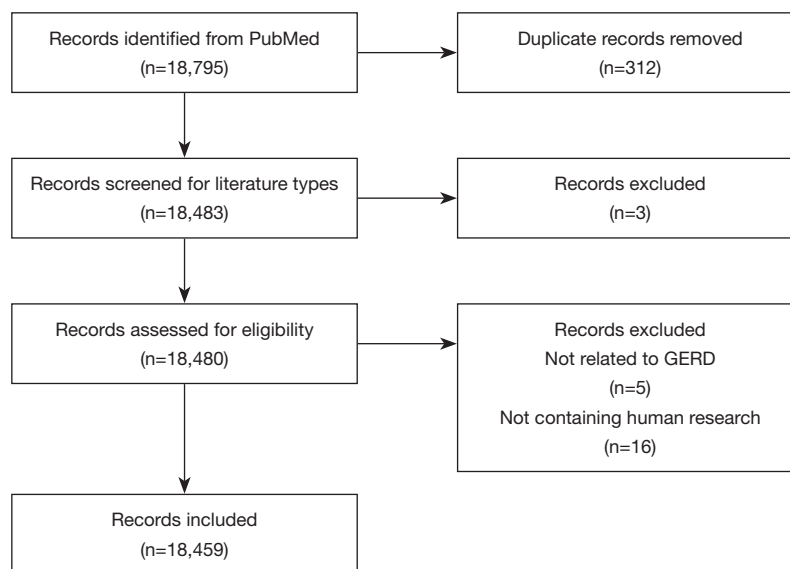 Records identified from PubMed
(n=18,795)
Duplicate records removed
(n=312)
Records screened for literature types
(n=18,483)
Records excluded
(n=3)
Records assessed for eligibility
(n=18,480)
Records excluded
Not related to GERD
(n=5)
Not containing human research
(n=16)
Records included
(n=18,459)